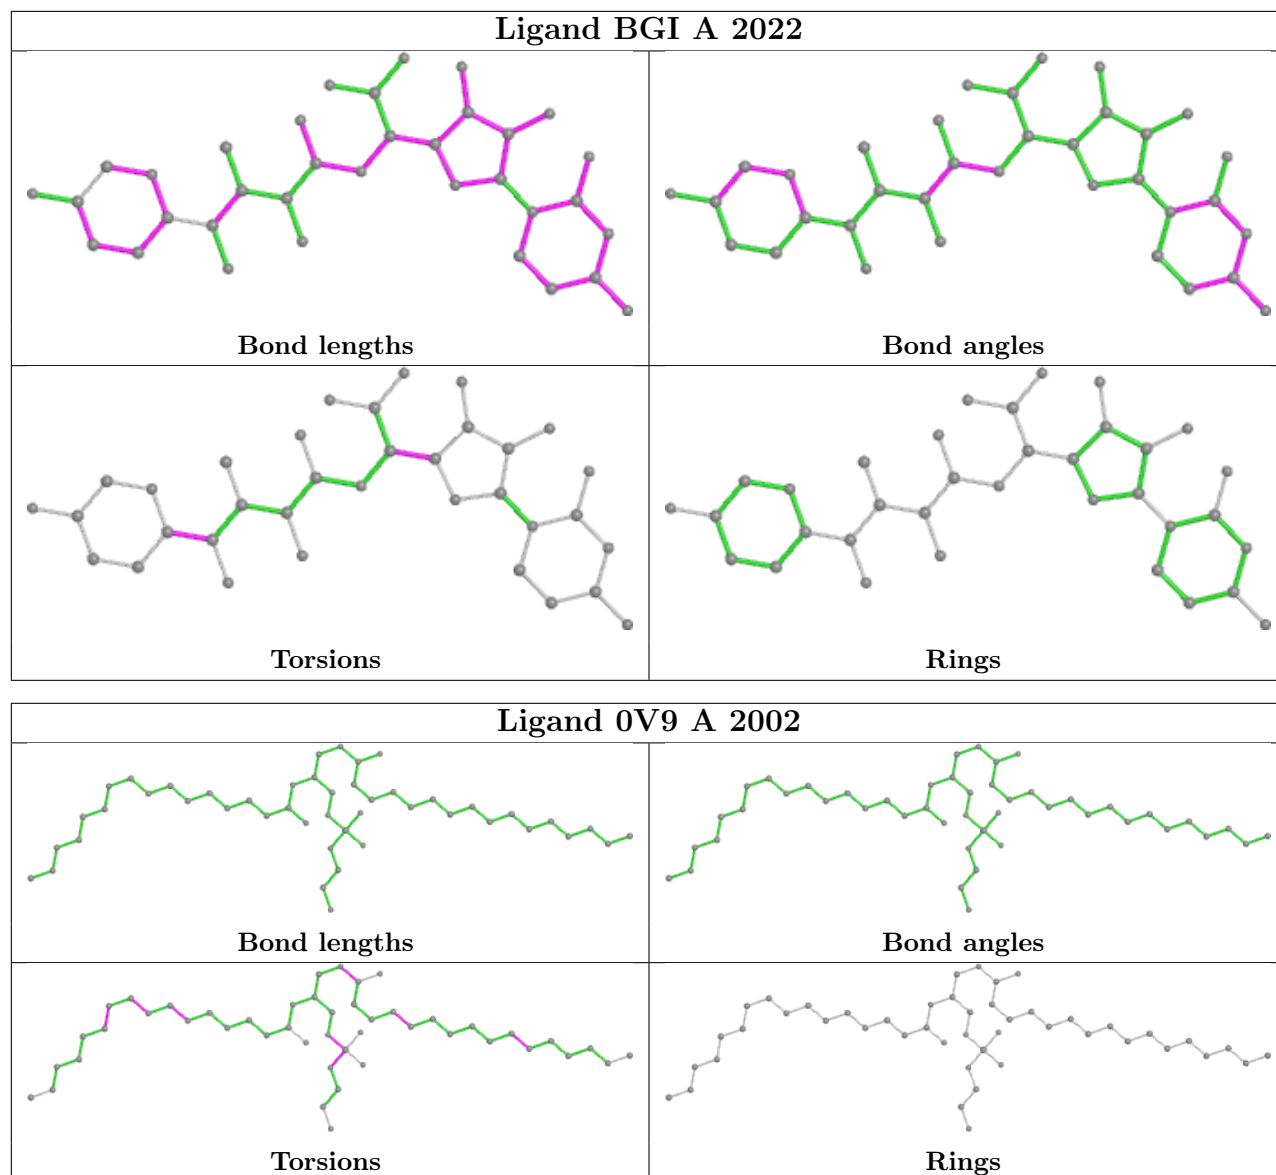 Ligand BGI A 2022
Bond lengths
Bond angles
Torsions
Rings
Ligand 0V9 A 2002
Bond lengths
Bond angles
Torsions
Rings